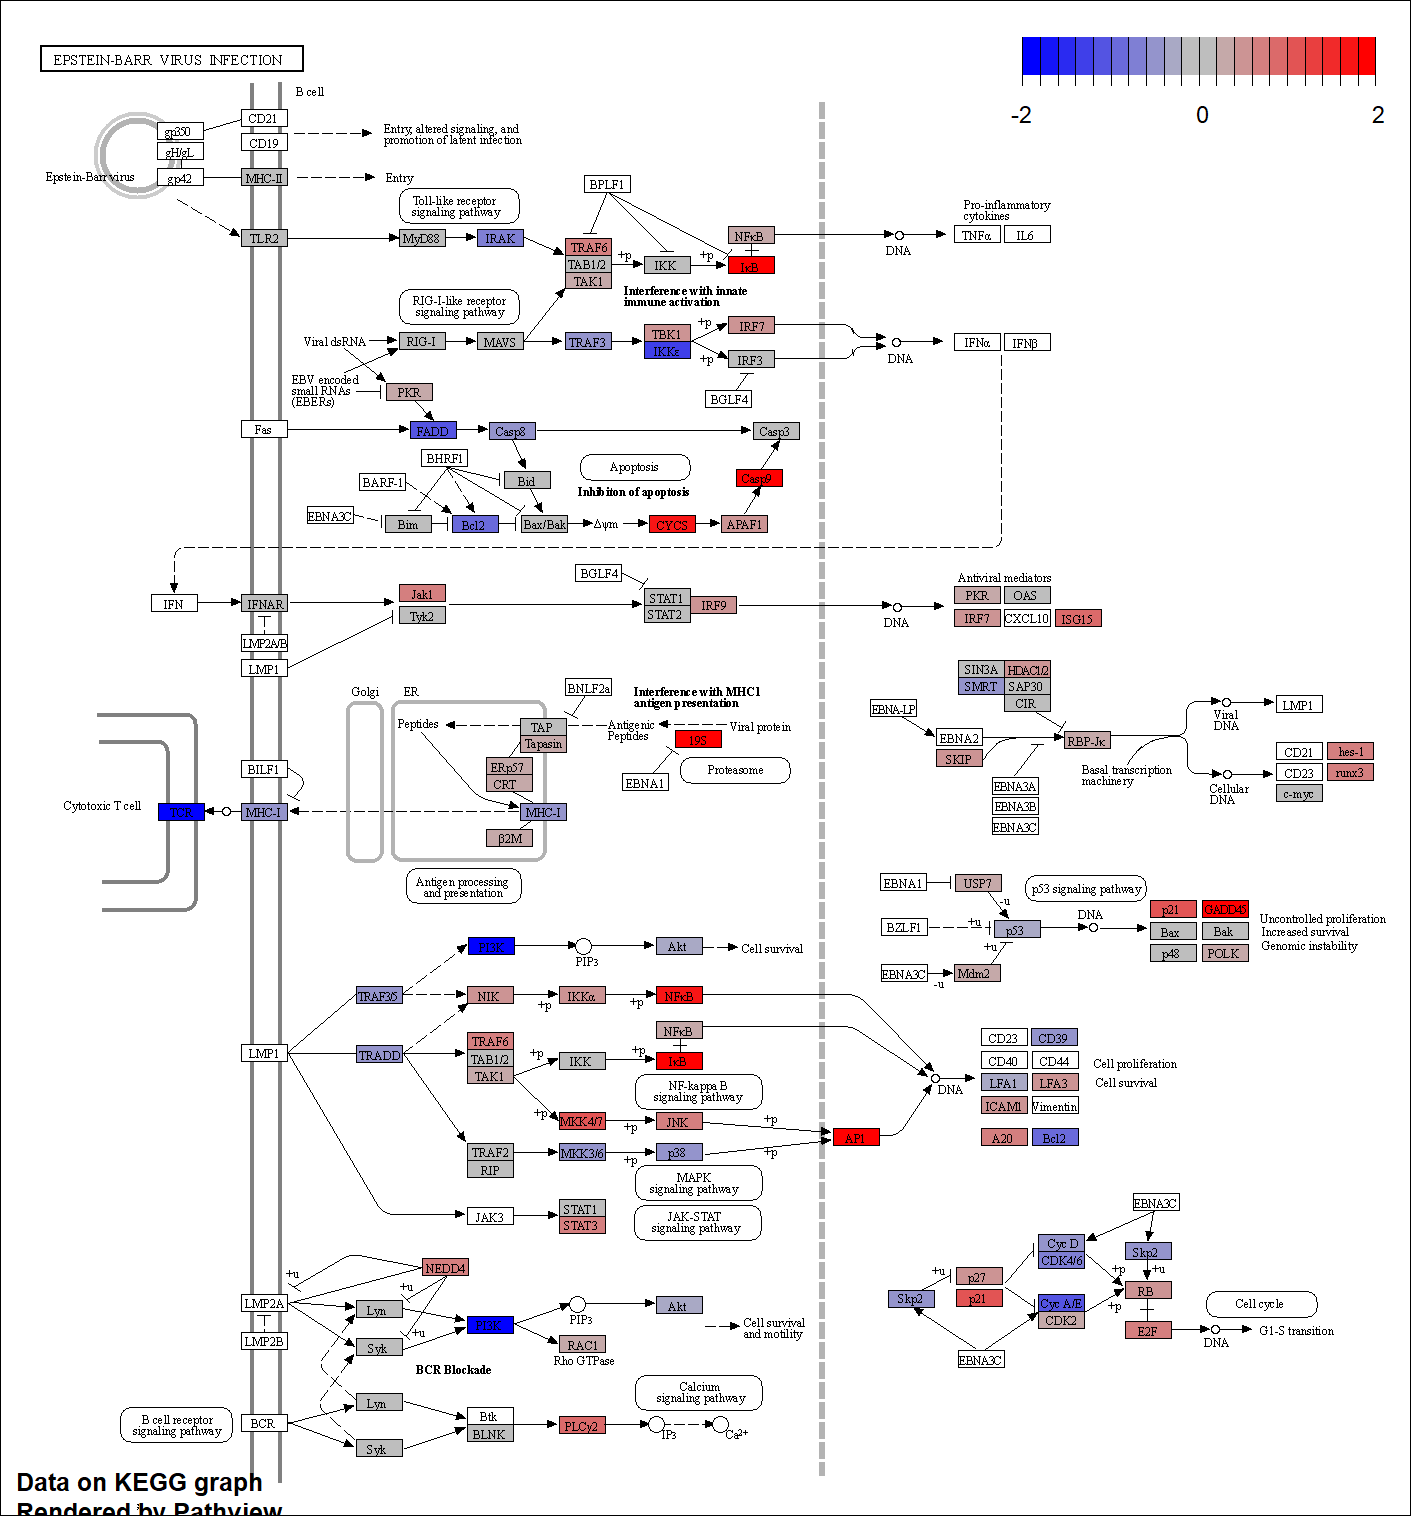 EPSTEIN-BARR VIRUS INFECTION
-2
0
2
B cell
CD21
gp350
CD19
gH/gL
Entry, altered signaling, and
promotion of latent infection
Epstein-Barr virus
gp42
MHC-II
Entry
BPLF1
Toll-like receptor
signaling pathway
Pro-inflammatory
cytokines
TLR2
MyD88
IRAK
TRAF6
TAB1/2
TAK1
+p
IKK
+p
NFκB
IκB
DNA
TNFα
IL6
Interference with innate
immune activation
RIG-I-like receptor
signaling pathway
Viral dsRNA
RIG-I
MAVS
TRAF3
TBK1
IKKε
+p
+p
IRF7
IRF3
DNA
IFNα
IFNβ
EBV encoded
small RNAs
(EBERs)
PKR
BGLF4
Fas
FADD
Casp8
Casp3
BHRF1
Apoptosis
BARF-1
Bid
Casp9
Inhibiton of apoptosis
EBNA3C
Bim
Bcl2
Bax/Bak
Δψm
CYCS
APAF1
BGLF4
Antiviral mediators
IFN
IFNAR
Jak1
Tyk2
STAT1
STAT2
IRF9
DNA
PKR
OAS
IRF7
CXCL10
ISG15
LMP2A/B
LMP1
Golgi
ER
BNLF2a
Interference with MHC1
antigen presentation
Peptides
TAP
Tapasin
Antigenic
Peptides
Viral protein
19S
ERp57
CRT
EBNA1
Proteasome
BILF1
Cytotoxic T cell
TCR
MHC-I
MHC-I
β2M
Antigen processing
and presentation
SIN3A
HDAC1/2
SMRT
SAP30
CIR
EBNA-LP
EBNA2
SKIP
RBP-Jκ
Viral
DNA
LMP1
EBNA3A
EBNA3B
EBNA3C
Basal transcription
machinery
Cellular
DNA
CD21
hes-1
CD23
runx3
c-myc
EBNA1
USP7
p53 signaling pathway
-u
BZLF1
+u
p53
DNA
+u
EBNA3C
-u
Mdm2
p21
GADD45
Bax
Bak
p48
POLK
Uncontrolled proliferation
Increased survival
Genomic instability
PI3K
PIP3
Akt
Cell survival
TRAF3/5
NIK
+p
IKKα
+p
NFκB
LMP1
TRADD
TRAF6
TAB1/2
TAK1
+p
IKK
+p
NFκB
IκB
NF-kappa B
signaling pathway
+p
MKK4/7
+p
JNK
+p
AP1
TRAF2
RIP
MKK3/6
+p
p38
+p
MAPK
signaling pathway
JAK3
STAT1
STAT3
JAK-STAT
signaling pathway
DNA
CD23
CD39
CD40
CD44
LFA1
LFA3
ICAM1
Vimentin
A20
Bcl2
Cell proliferation
Cell survival
NEDD4
+u
+u
LMP2A
Lyn
+u
LMP2B
Syk
PI3K
PIP3
Akt
RAC1
Rho GTPase
Cell survival
and motility
BCR Blockade
EBNA3C
Cyc D
CDK4/6
Skp2
+u
+p
+u
p27
p21
Skp2
Cyc A/E
CDK2
+p
RB
E2F
EBNA3C
Cell cycle
DNA
G1-S transition
B cell receptor
signaling pathway
BCR
Lyn
Syk
Btk
BLNK
PLCγ2
IP3
Ca2+
Calcium
signaling pathway
Data on KEGG graph
Rendered by Pathview